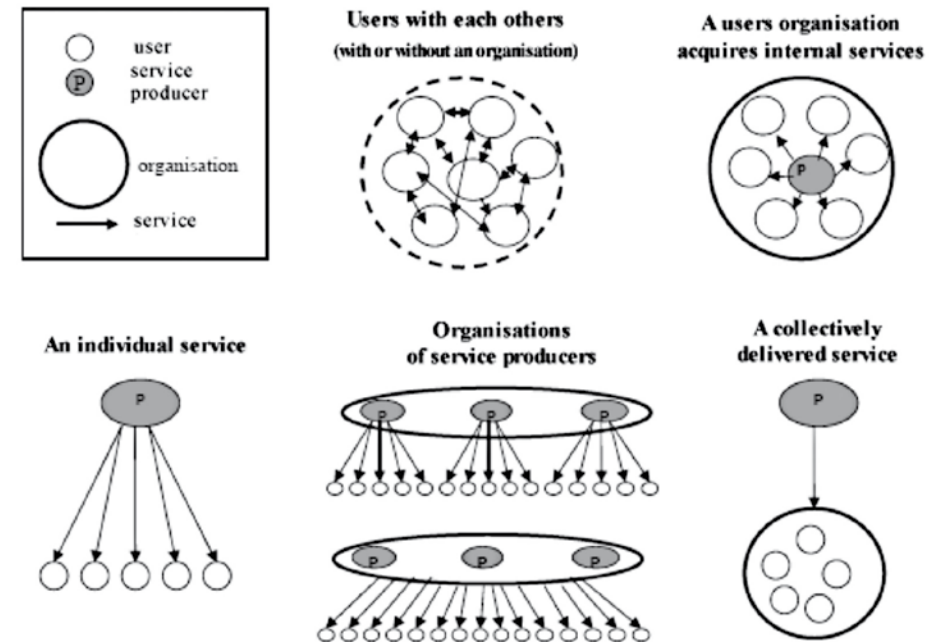 user
P
service
producer
organisation
service
Users with each others
(with or without an organisation)
A users organisation
acquires internal services
P
An individual service
P
Organisations
of service producers
P
P
P
P
P
P
A collectively
delivered service
P